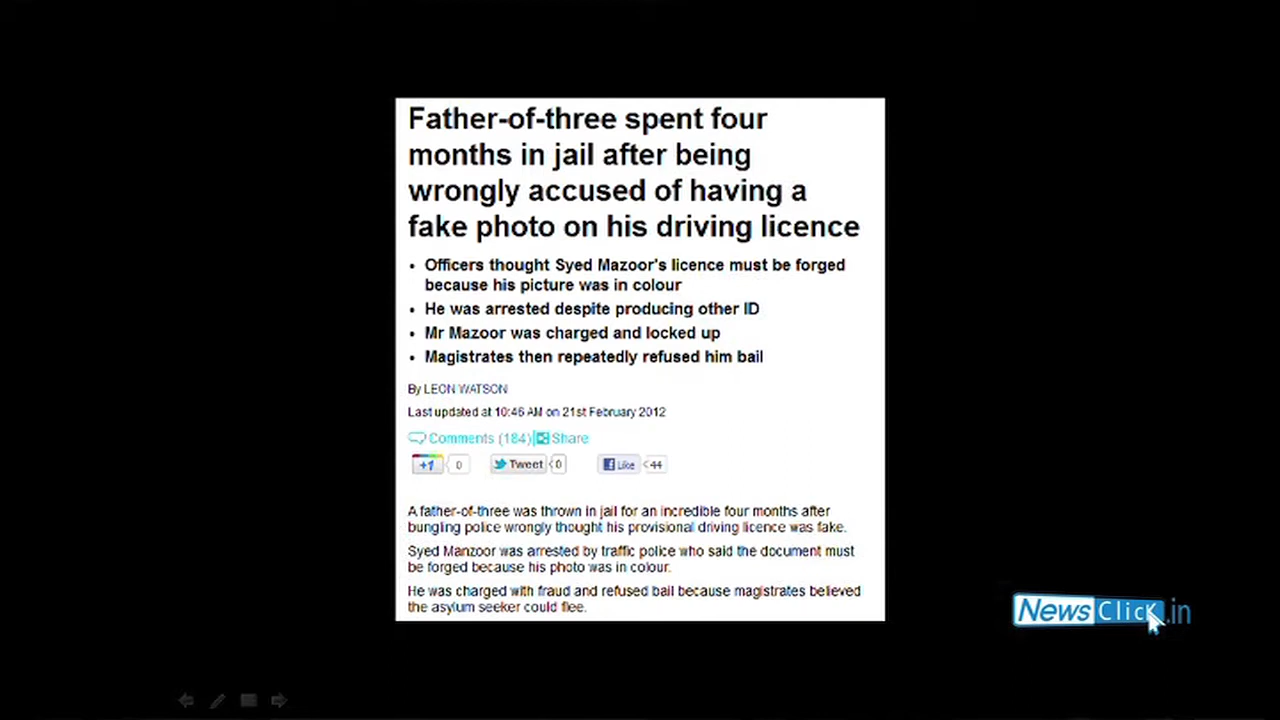 Father-of-three spent four
months in jail after being
wrongly accused of having a
fake photo on his driving licence
• Officers thought Syed Mazoor's licence must be forged
because his picture was in colour
• He was arrested despite producing other ID
• Mr Mazoor was charged and locked up
• Magistrates then repeatedly refused him bail
By LEON WATSON
Last updated at 10:46 AM on 21st February 2012
Comments (184) Share
+1 0 Tweet 0 Like 44
A father-of-three was thrown in jail for an incredible four months after
bungling police wrongly thought his provisional driving licence was fake.
Syed Manzoor was arrested by traffic police who said the document must
be forged because his photo was in colour.
He was charged with fraud and refused bail because magistrates believed
the asylum seeker could flee.
NewsClick.in